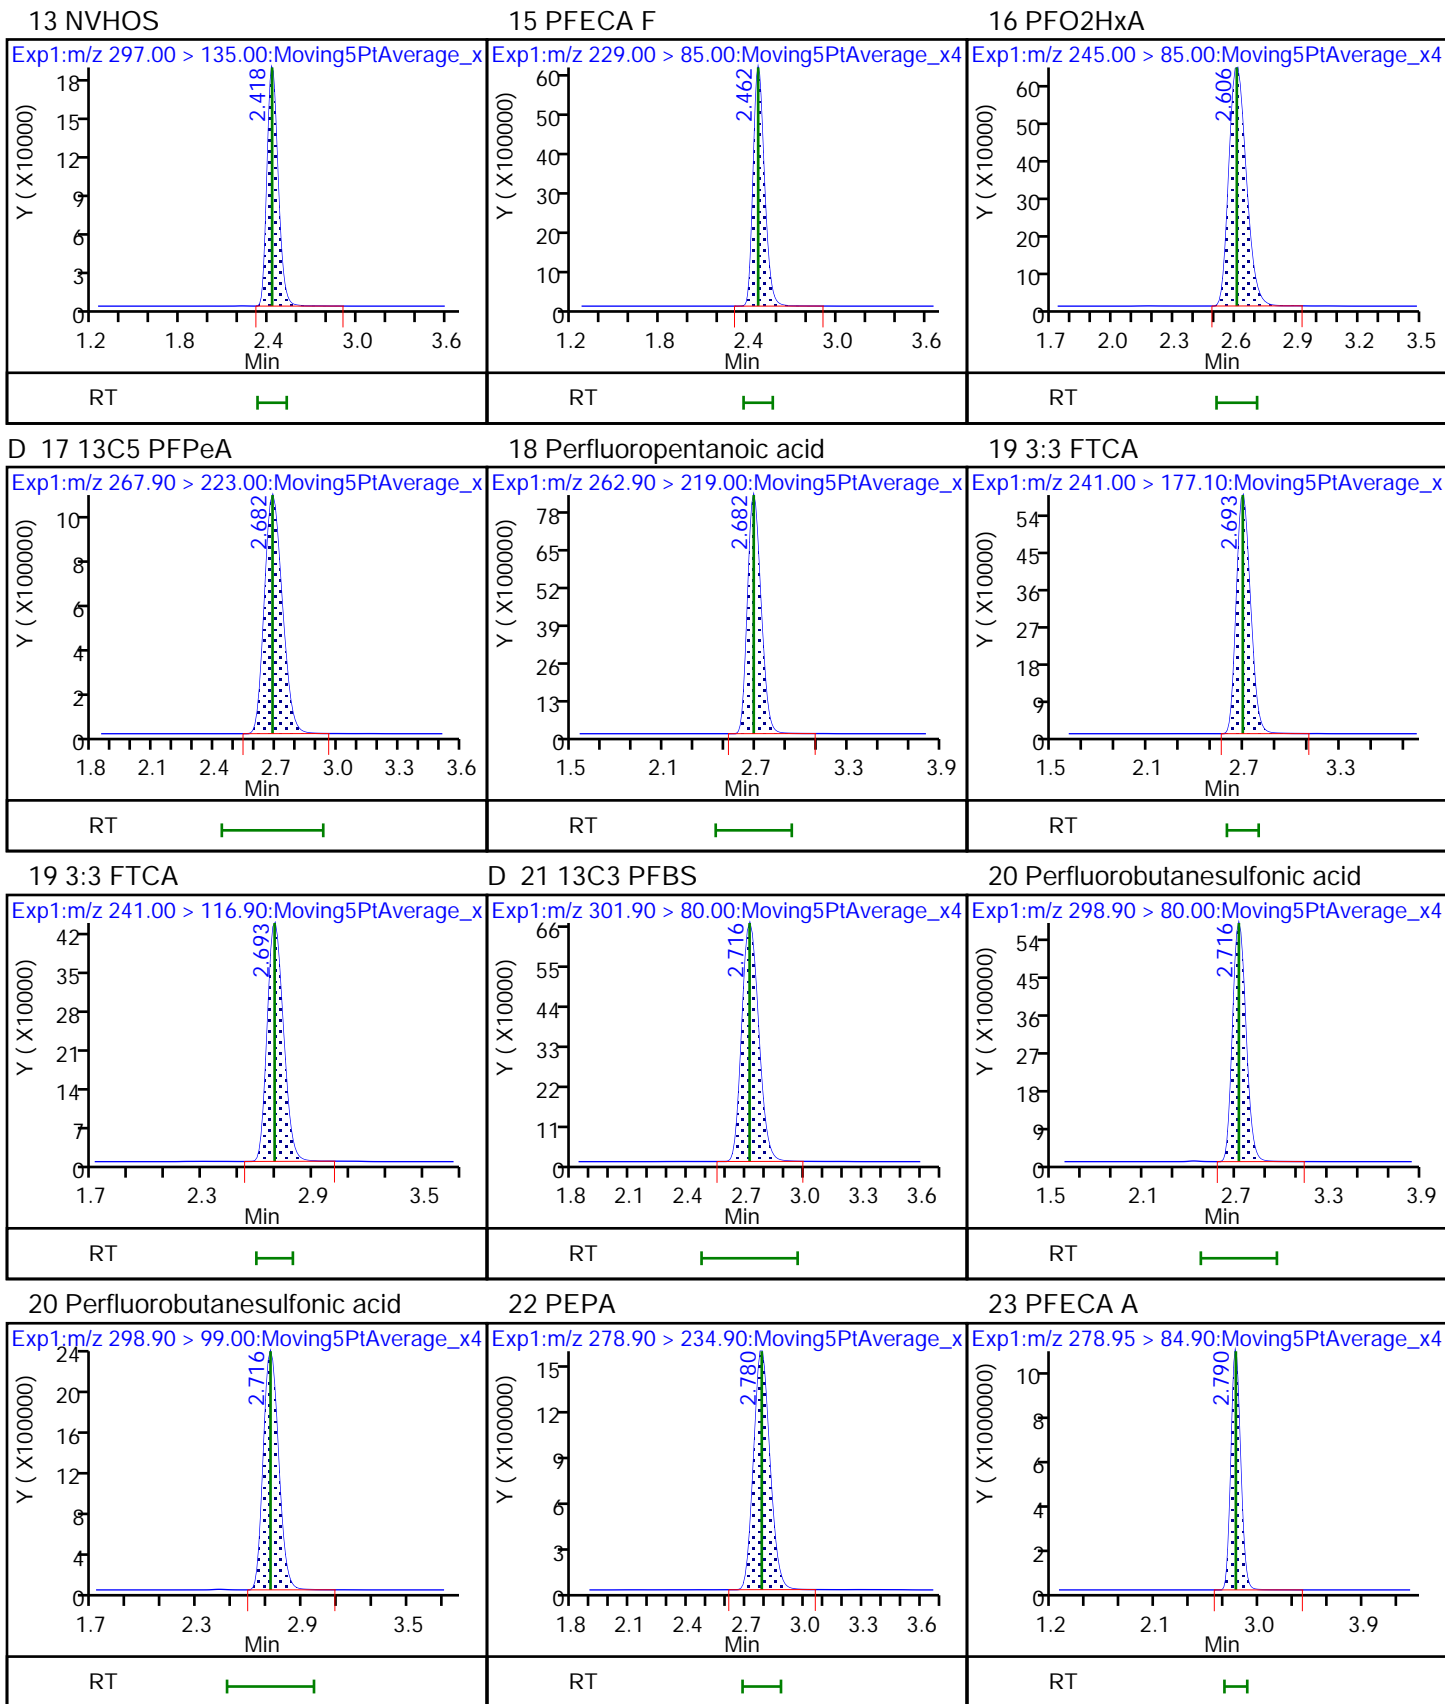 13 NVHOS
Exp1:m/z 297.00 > 135.00:Moving5PtAverage_x
Y ( X10000)
18
15
12
9
6
3
0
2.418
1.2 1.8 2.4 3.0 3.6
Min
RT
15 PFECA F
Exp1:m/z 229.00 > 85.00:Moving5PtAverage_x4
Y ( X100000)
60
50
40
30
20
10
0
2.462
1.2 1.8 2.4 3.0 3.6
Min
RT
16 PFO2HxA
Exp1:m/z 245.00 > 85.00:Moving5PtAverage_x4
Y ( X10000)
60
50
40
30
20
10
0
2.606
1.7 2.0 2.3 2.6 2.9 3.2 3.5
Min
RT
D 17 13C5 PFPeA
Exp1:m/z 267.90 > 223.00:Moving5PtAverage_x
Y ( X100000)
10
8
6
4
2
0
2.682
1.8 2.1 2.4 2.7 3.0 3.3 3.6
Min
RT
18 Perfluoropentanoic acid
Exp1:m/z 262.90 > 219.00:Moving5PtAverage_x
Y ( X100000)
78
65
52
39
26
13
0
2.682
1.5 2.1 2.7 3.3 3.9
Min
RT
19 3:3 FTCA
Exp1:m/z 241.00 > 177.10:Moving5PtAverage_x
Y ( X10000)
54
45
36
27
18
9
0
2.693
1.5 2.1 2.7 3.3
Min
RT
19 3:3 FTCA
Exp1:m/z 241.00 > 116.90:Moving5PtAverage_x
Y ( X10000)
42
35
28
21
14
7
0
2.693
1.7 2.3 2.9 3.5
Min
RT
D 21 13C3 PFBS
Exp1:m/z 301.90 > 80.00:Moving5PtAverage_x4
Y ( X10000)
66
55
44
33
22
11
0
2.716
1.8 2.1 2.4 2.7 3.0 3.3 3.6
Min
RT
20 Perfluorobutanesulfonic acid
Exp1:m/z 298.90 > 80.00:Moving5PtAverage_x4
Y ( X100000)
54
45
36
27
18
9
0
2.716
1.5 2.1 2.7 3.3 3.9
Min
RT
20 Perfluorobutanesulfonic acid
Exp1:m/z 298.90 > 99.00:Moving5PtAverage_x4
Y ( X100000)
24
20
16
12
8
4
0
2.716
1.7 2.3 2.9 3.5
Min
RT
22 PEPA
Exp1:m/z 278.90 > 234.90:Moving5PtAverage_x
Y ( X100000)
15
12
9
6
3
0
2.780
1.8 2.1 2.4 2.7 3.0 3.3 3.6
Min
RT
23 PFECA A
Exp1:m/z 278.95 > 84.90:Moving5PtAverage_x4
Y ( X1000000)
10
8
6
4
2
0
2.790
1.2 2.1 3.0 3.9
Min
RT